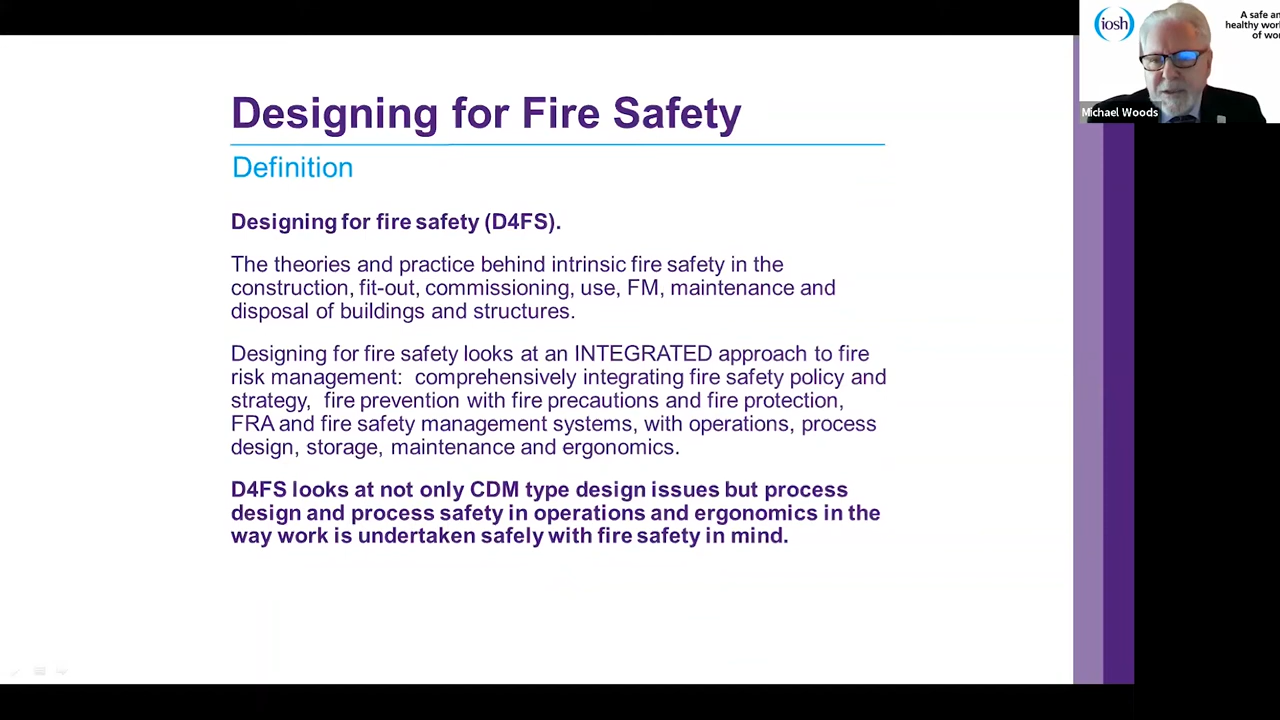 Designing for Fire Safety
Definition
Designing for fire safety (D4FS).
The theories and practice behind intrinsic fire safety in the
construction, fit-out, commissioning, use, FM, maintenance and
disposal of buildings and structures.
Designing for fire safety looks at an INTEGRATED approach to fire
risk management: comprehensively integrating fire safety policy and
strategy, fire prevention with fire precautions and fire protection,
FRA and fire safety management systems, with operations, process
design, storage, maintenance and ergonomics.
D4FS looks at not only CDM type design issues but process
design and process safety in operations and ergonomics in the
way work is undertaken safely with fire safety in mind.
iosh
A safe an
healthy worl
of wor
Michael Woods